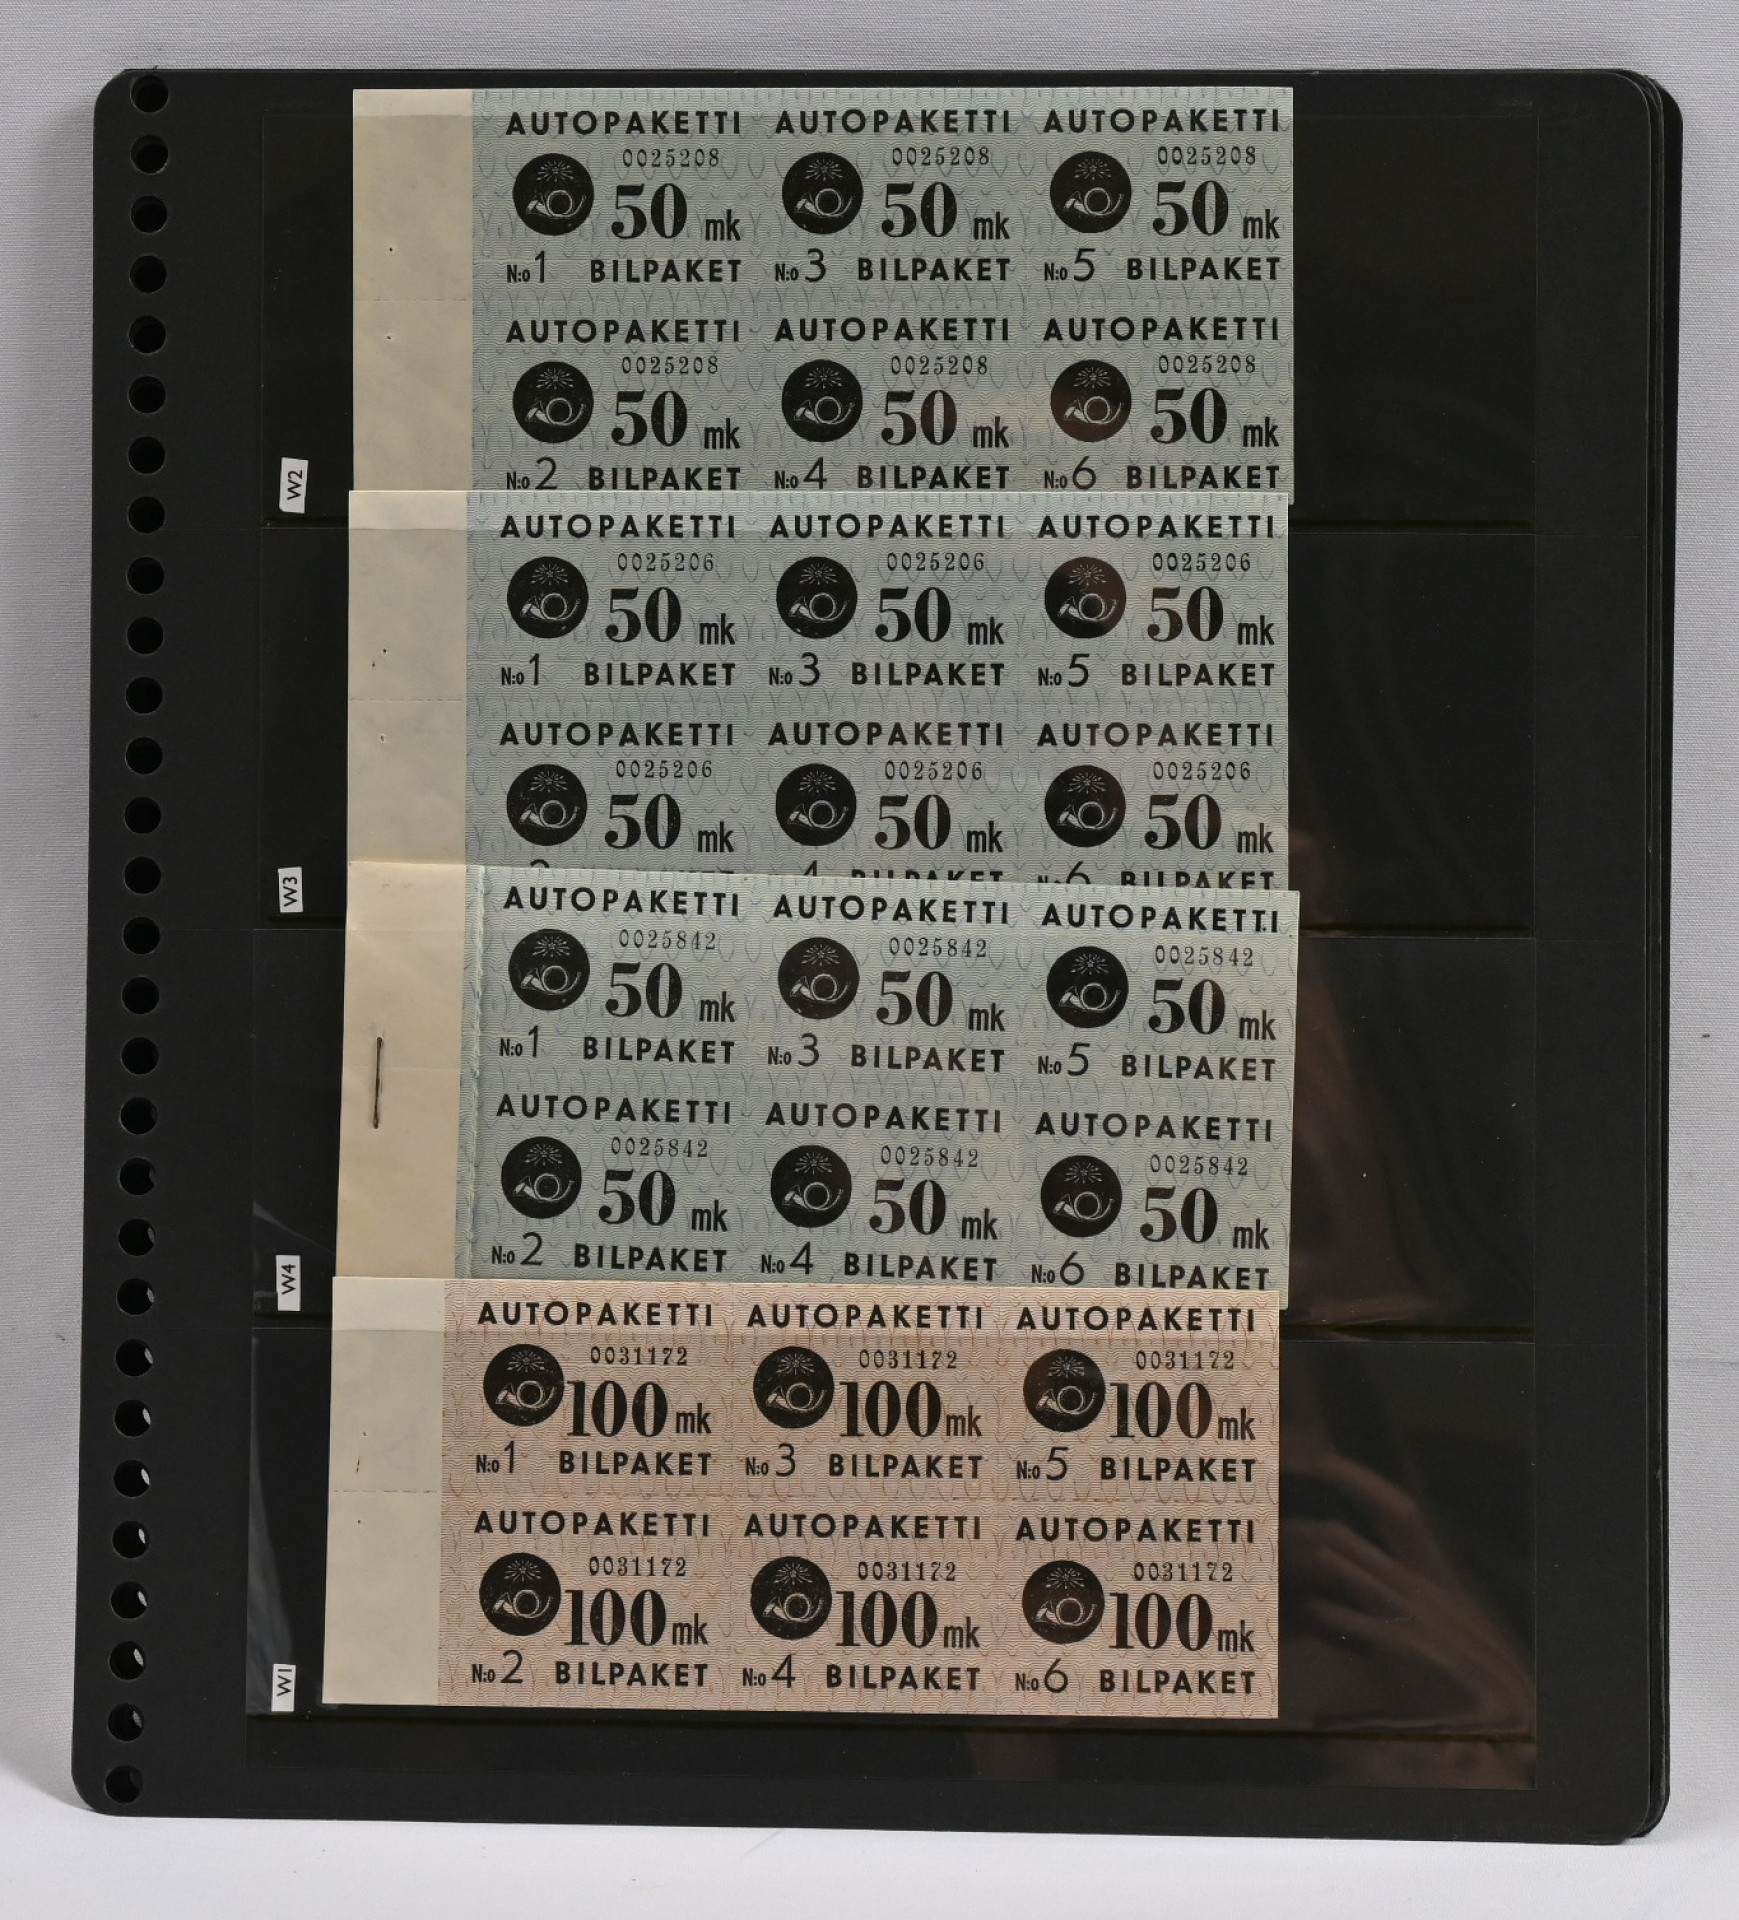 AUTOPAKETTI AUTOPAKETTI AUTOPAKETTI
0025208 0025208 0025208
50 mk 50 mk 50 mk
N:o 1 BILPAKET N:o 3 BILPAKET N:o 5 BILPAKET
AUTOPAKETTI AUTOPAKETTI AUTOPAKETTI
0025208 0025208 0025208
50 mk 50 mk 50 mk
N:o 2 BILPAKET N:o 4 BILPAKET N:o 6 BILPAKET
W2
AUTOPAKETTI AUTOPAKETTI AUTOPAKETTI
0025206 0025206 0025206
50 mk 50 mk 50 mk
N:o 1 BILPAKET N:o 3 BILPAKET N:o 5 BILPAKET
AUTOPAKETTI AUTOPAKETTI AUTOPAKETTI
0025206 0025206 0025206
50 mk 50 mk 50 mk
4 BILPAKET N:o 6 BILPAKET
W3
AUTOPAKETTI AUTOPAKETTI AUTOPAKETTI
0025842 0025842 0025842
50 mk 50 mk 50 mk
N:o 1 BILPAKET N:o 3 BILPAKET N:o 5 BILPAKET
AUTOPAKETTI AUTOPAKETTI AUTOPAKETTI
0025842 0025842 0025842
50 mk 50 mk 50 mk
N:o 2 BILPAKET N:o 4 BILPAKET N:o 6 BILPAKET
W4
AUTOPAKETTI AUTOPAKETTI AUTOPAKETTI
0031172 0031172 0031172
100 mk 100 mk 100 mk
N:o 1 BILPAKET N:o 3 BILPAKET N:o 5 BILPAKET
AUTOPAKETTI AUTOPAKETTI AUTOPAKETTI
0031172 0031172 0031172
100 mk 100 mk 100 mk
N:o 2 BILPAKET N:o 4 BILPAKET N:o 6 BILPAKET
W1